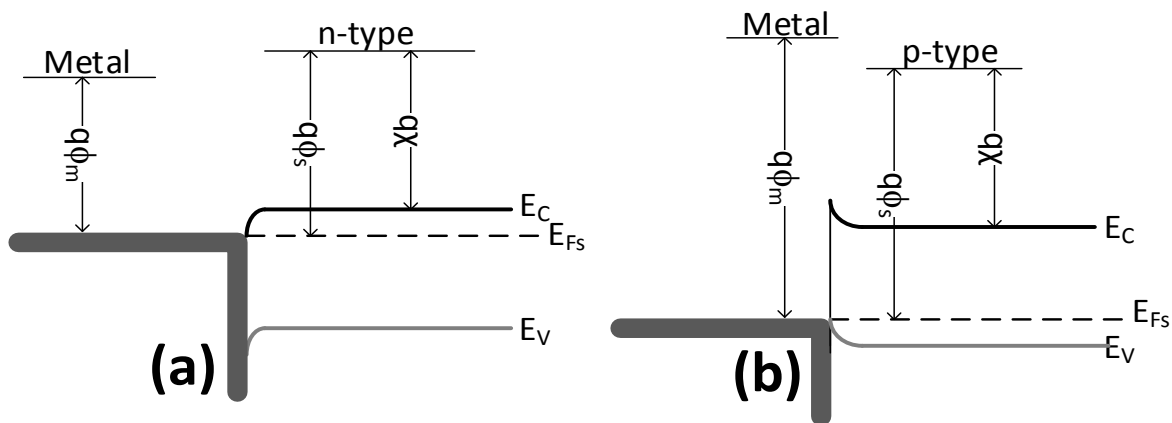 Metal
n-type
qϕm
qϕs
qχ
EC
EFs
EV
(a)
Metal
p-type
qϕm
qϕs
qχ
EC
EFs
EV
(b)